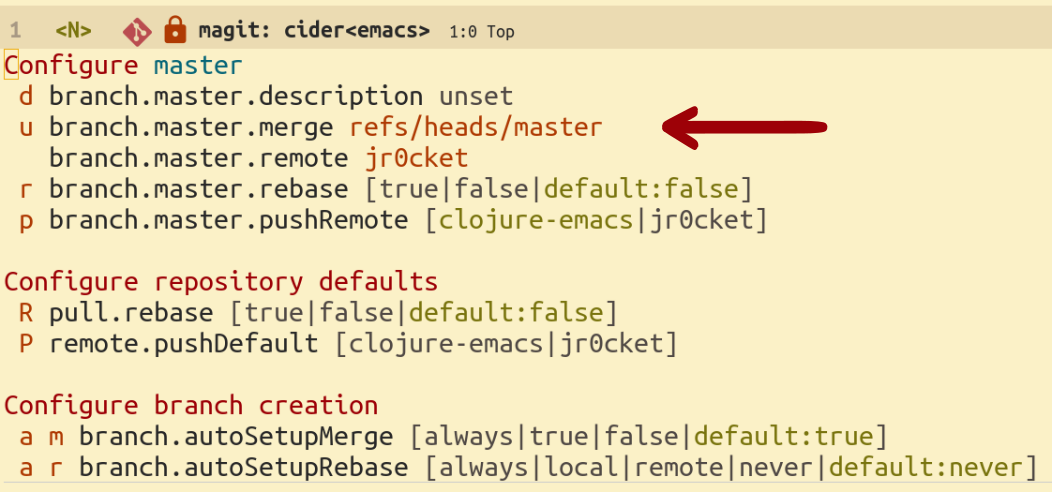 1 <N> magit: cider<emacs> 1:0 Top
Configure master
d branch.master.description unset
u branch.master.merge refs/heads/master
branch.master.remote jr0cket
r branch.master.rebase [true|false|default:false]
p branch.master.pushRemote [clojure-emacs|jr0cket]
Configure repository defaults
R pull.rebase [true|false|default:false]
P remote.pushDefault [clojure-emacs|jr0cket]
Configure branch creation
a m branch.autoSetupMerge [always|true|false|default:true]
a r branch.autoSetupRebase [always|local|remote|never|default:never]